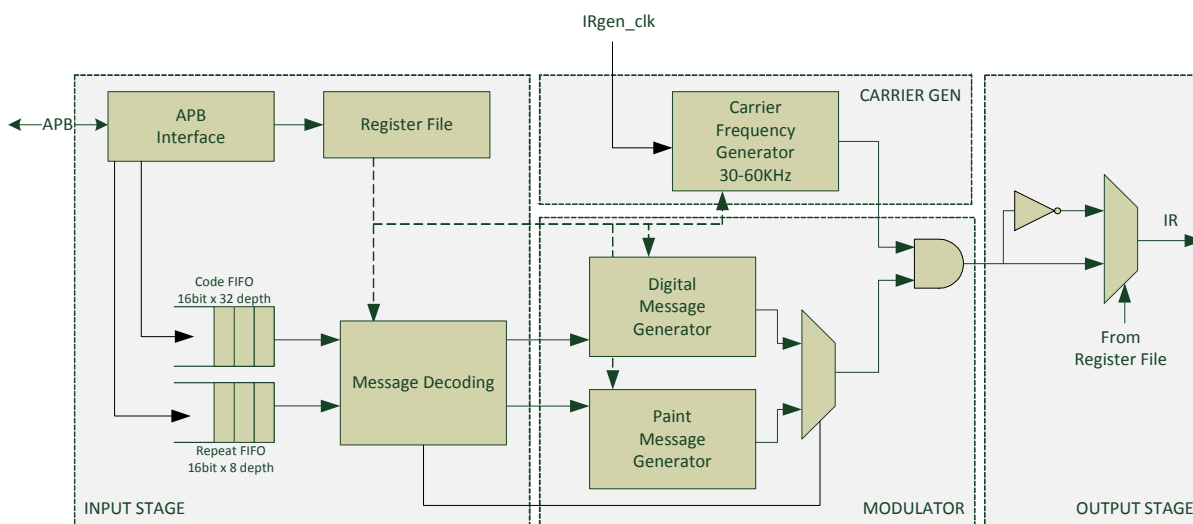 IRgen_clk
CARRIER GEN
APB
APB
Interface
Register File
Carrier
Frequency
Generator
30-60KHz
IR
Code FIFO
16bit x 32 depth
Digital
Message
Generator
From
Register File
Message Decoding
Paint
Message
Generator
Repeat FIFO
16bit x 8 depth
INPUT STAGE
MODULATOR
OUTPUT STAGE